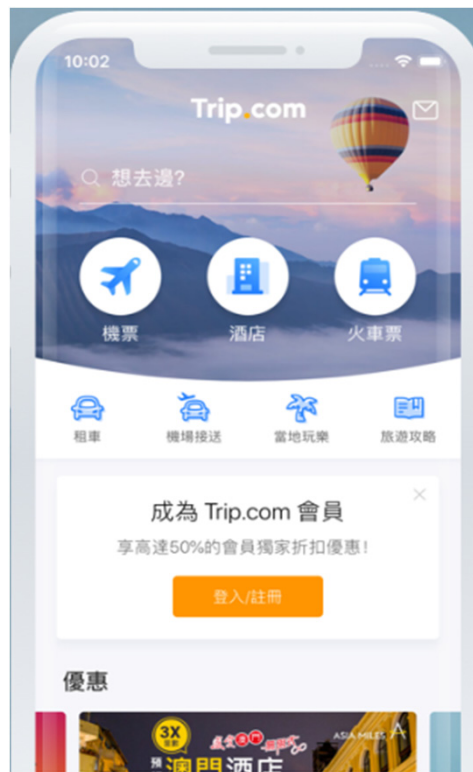 10:02
Trip.com
想去邊?
機票 酒店 火車票
租車 機場接送 當地玩樂 旅遊攻略
成為 Trip.com 會員
享高達50%的會員獨家折扣優惠!
登入/註冊
優惠
3X
ASIA MILES
預
澳門酒店